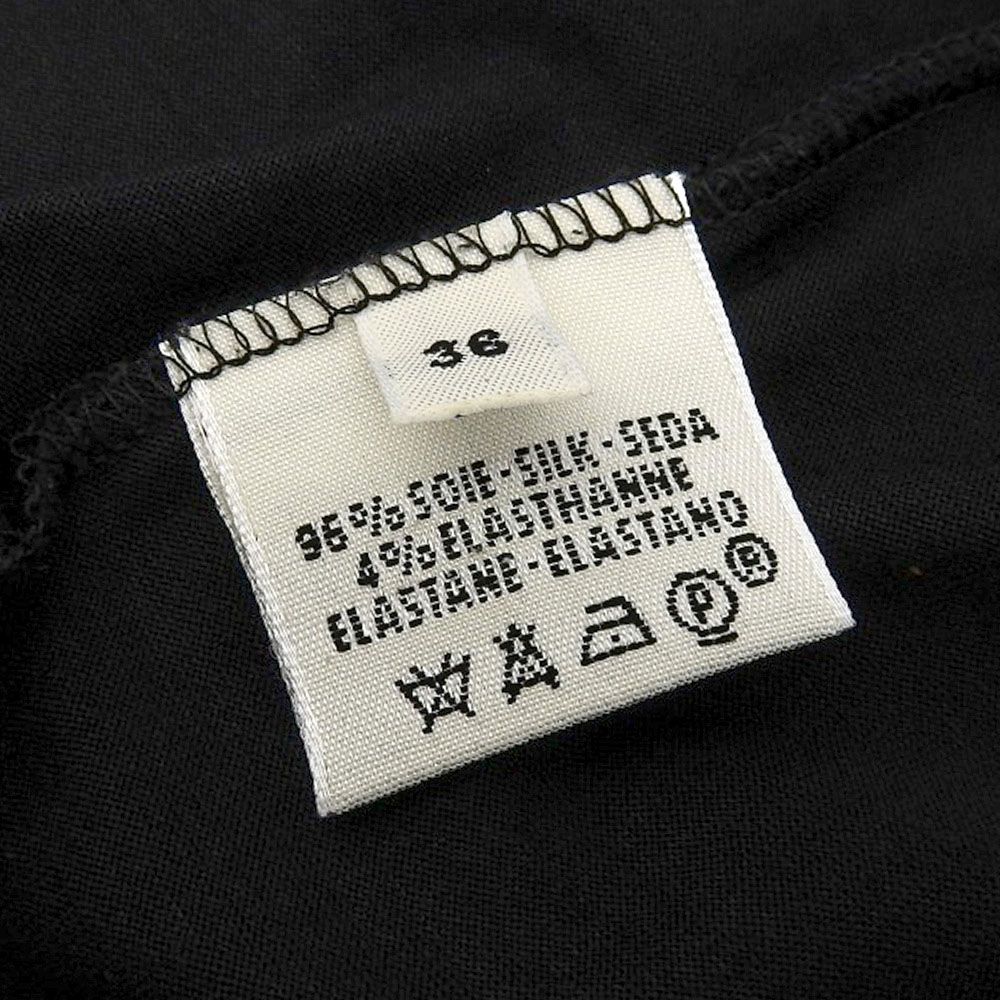 36
96% SOIE - SILK - SEDA
4% ELASTHANNE
ELASTANE - ELASTANO
P ®